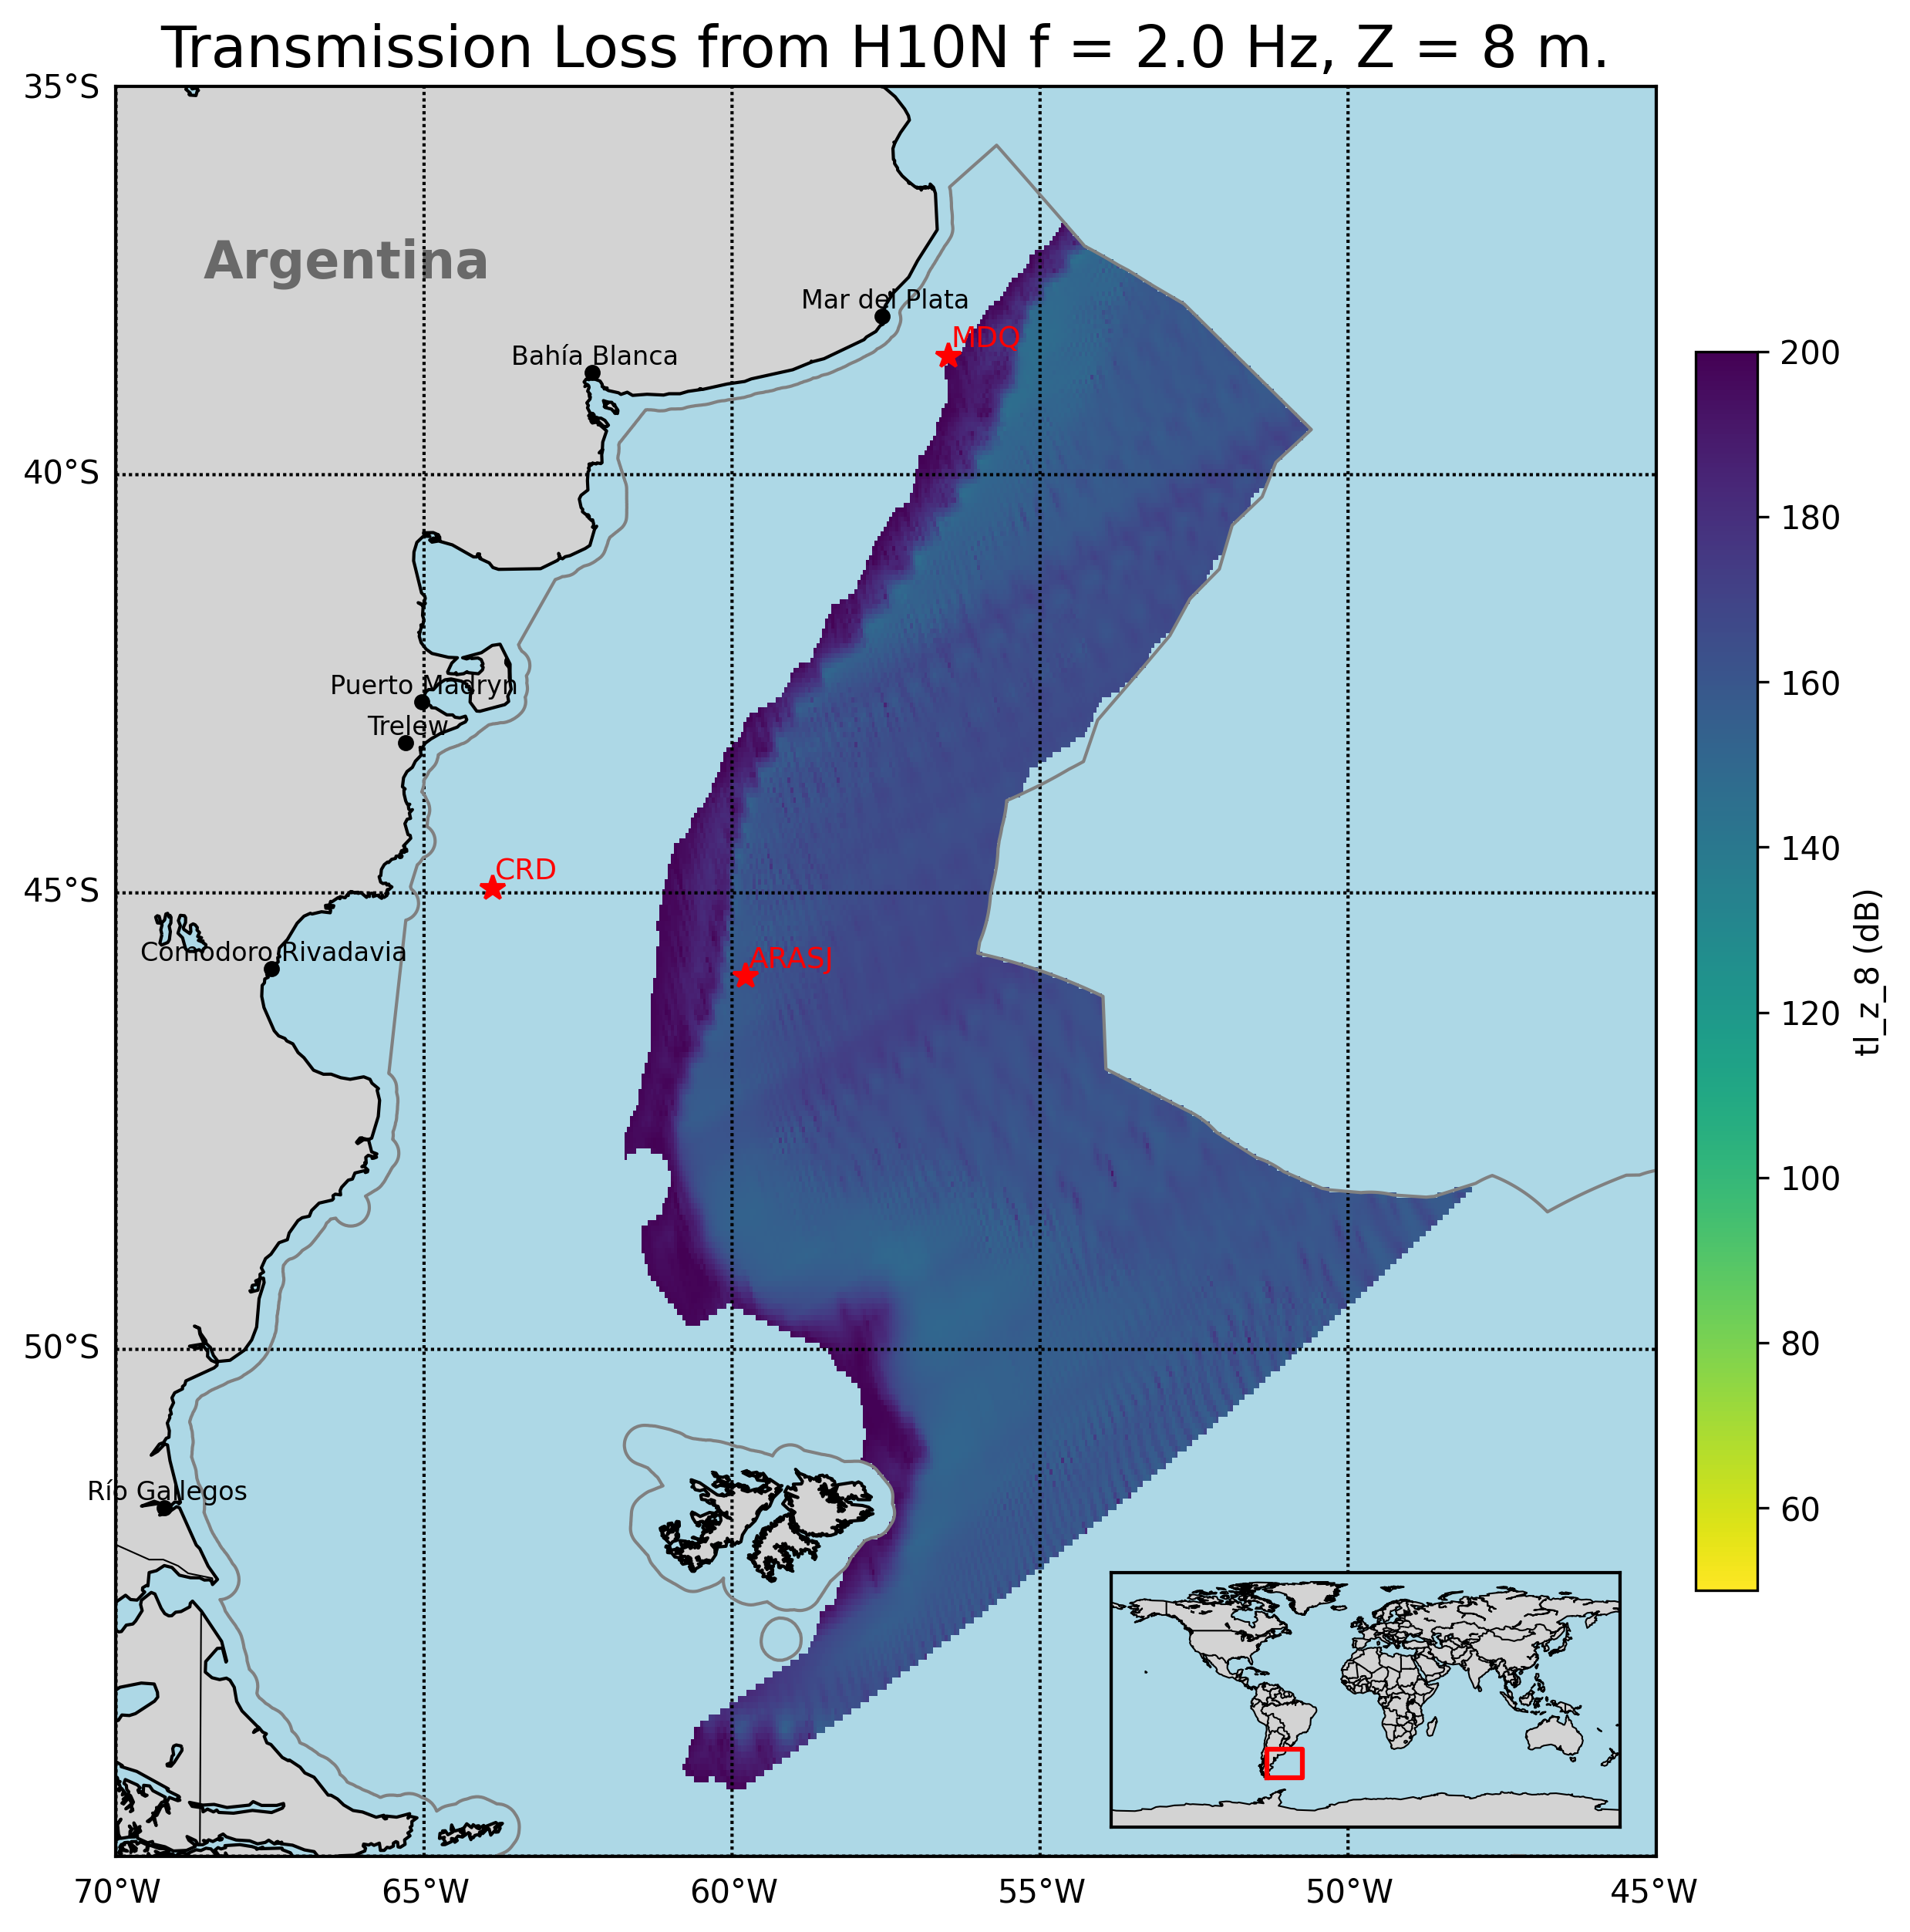 Transmission Loss from H10N f = 2.0 Hz, Z = 8 m.
35°S
Argentina
Mar del Plata
MDQ
Bahía Blanca
200
40°S
180
160
Puerto Madryn
Trelew
140
CRD
45°S
tl_z_8 (dB)
Comodoro Rivadavia
ARASJ
120
100
50°S
80
Río Gallegos
60
70°W
65°W
60°W
55°W
50°W
45°W